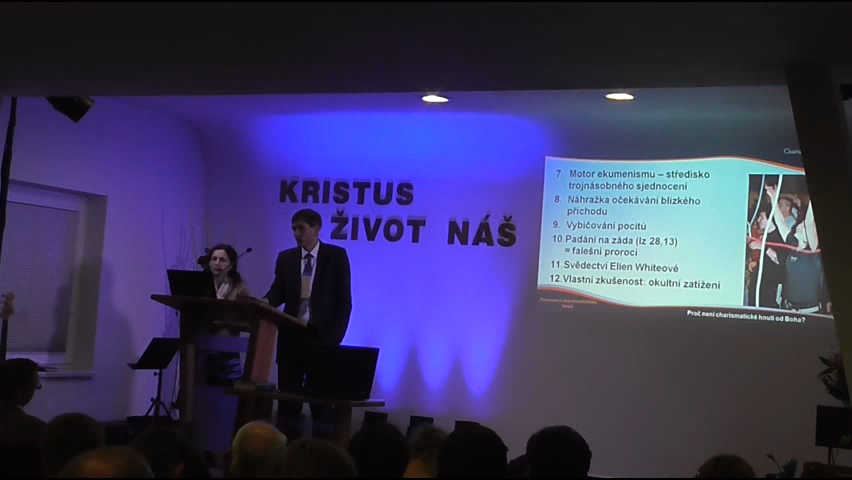 KRISTUS
ŽIVOT NÁŠ
Charis
7. Motor ekumenismu – středisko
trojnásobného sjednocení
8. Náhražka očekávání blízkého
příchodu
9. Vybičování pocitů
10. Padání na záda (Iz 28,13)
= falešní proroci
11. Svědectví Ellen Whiteové
12. Vlastní zkušenost: okultní zatížení
Proč není charismatické hnutí od Boha?